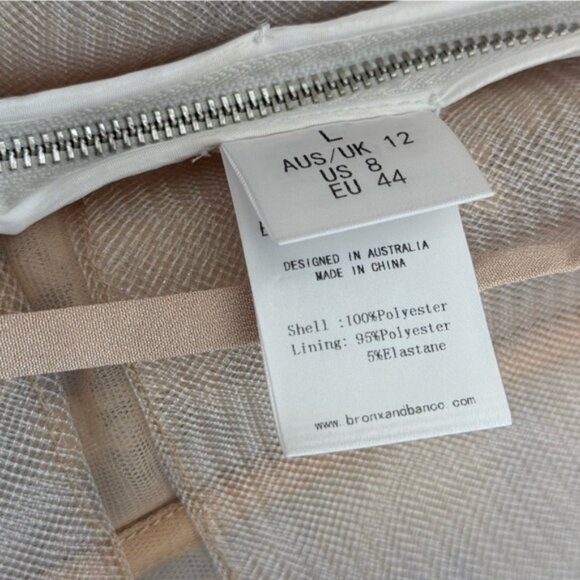 L
AUS/UK 12
US 8
EU 44
DESIGNED IN AUSTRALIA
MADE IN CHINA
Shell :100%Polyester
Lining: 95%Polyester
5%Elastane
www.bronxandbanco.com